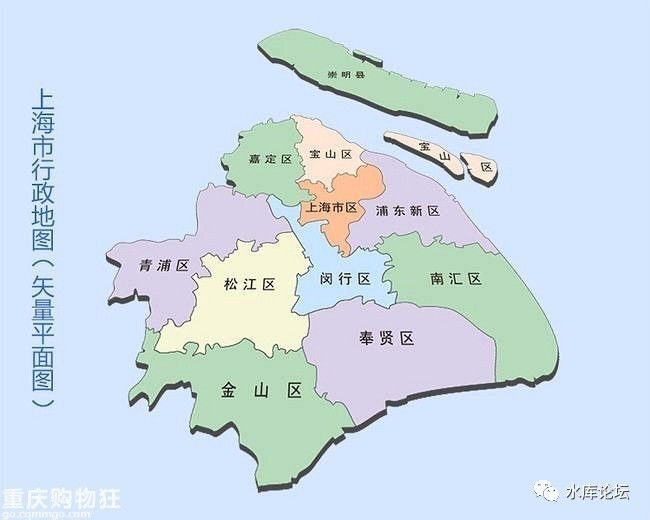 上海市行政地图（矢量平面图）
崇明县
宝山区
嘉定区
宝山区
上海市区
浦东新区
青浦区
松江区
闵行区
南汇区
奉贤区
金山区
重庆购物狂
go.cqmmgo.com
水库论坛